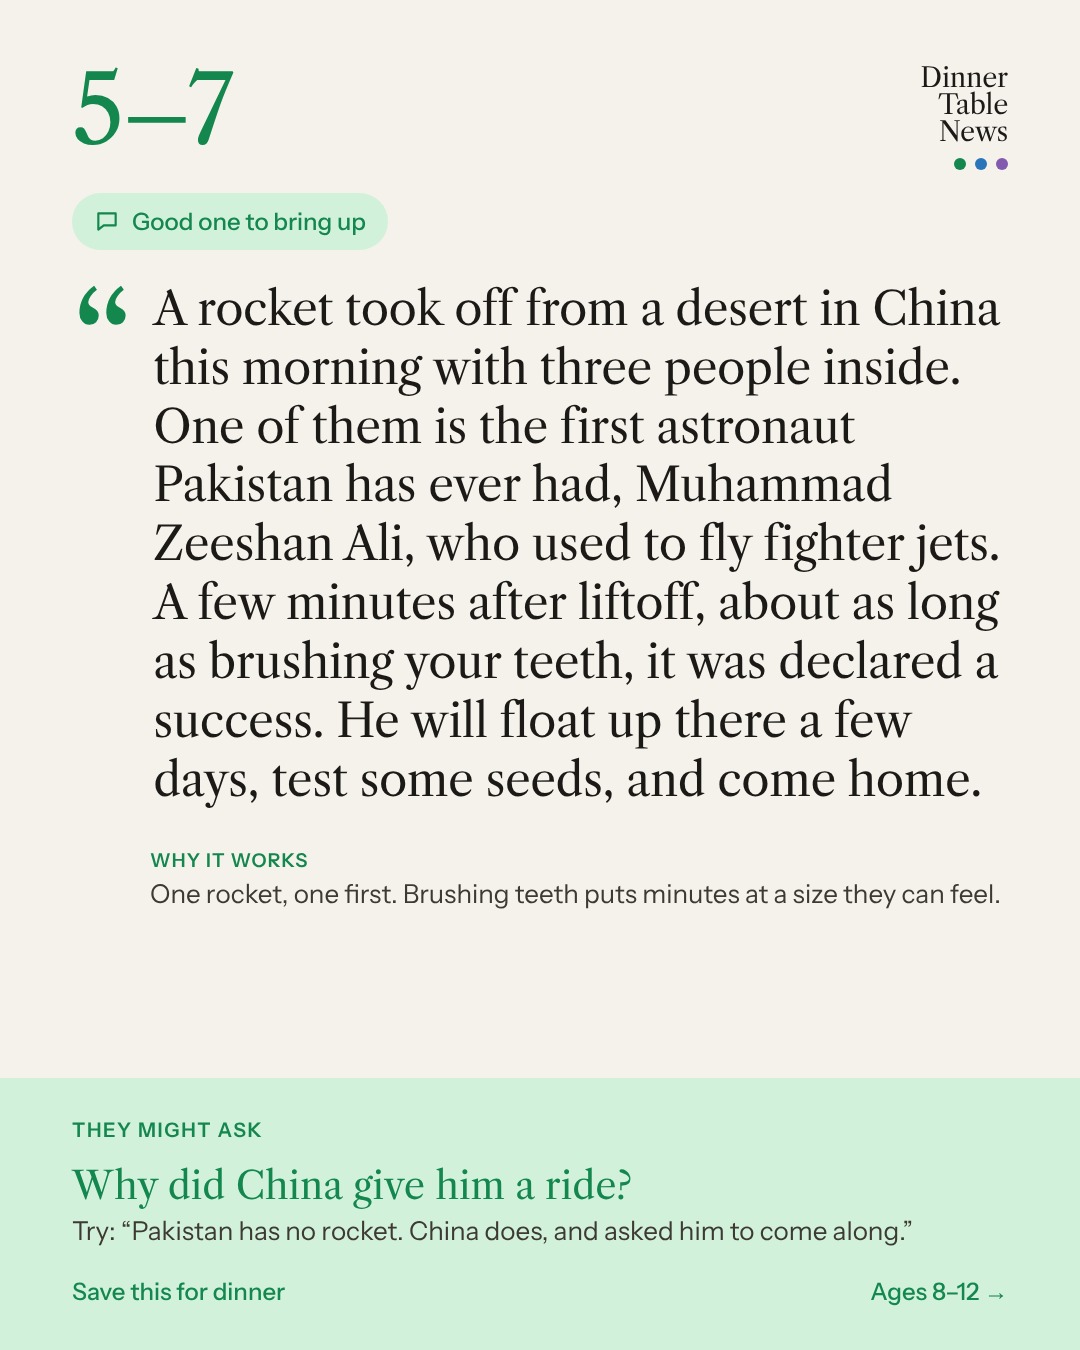 5–7
Dinner
Table
News
Good one to bring up
“ A rocket took off from a desert in China
this morning with three people inside.
One of them is the first astronaut
Pakistan has ever had, Muhammad
Zeeshan Ali, who used to fly fighter jets.
A few minutes after liftoff, about as long
as brushing your teeth, it was declared a
success. He will float up there a few
days, test some seeds, and come home.
WHY IT WORKS
One rocket, one first. Brushing teeth puts minutes at a size they can feel.
THEY MIGHT ASK
Why did China give him a ride?
Try: “Pakistan has no rocket. China does, and asked him to come along.”
Save this for dinner
Ages 8–12 →